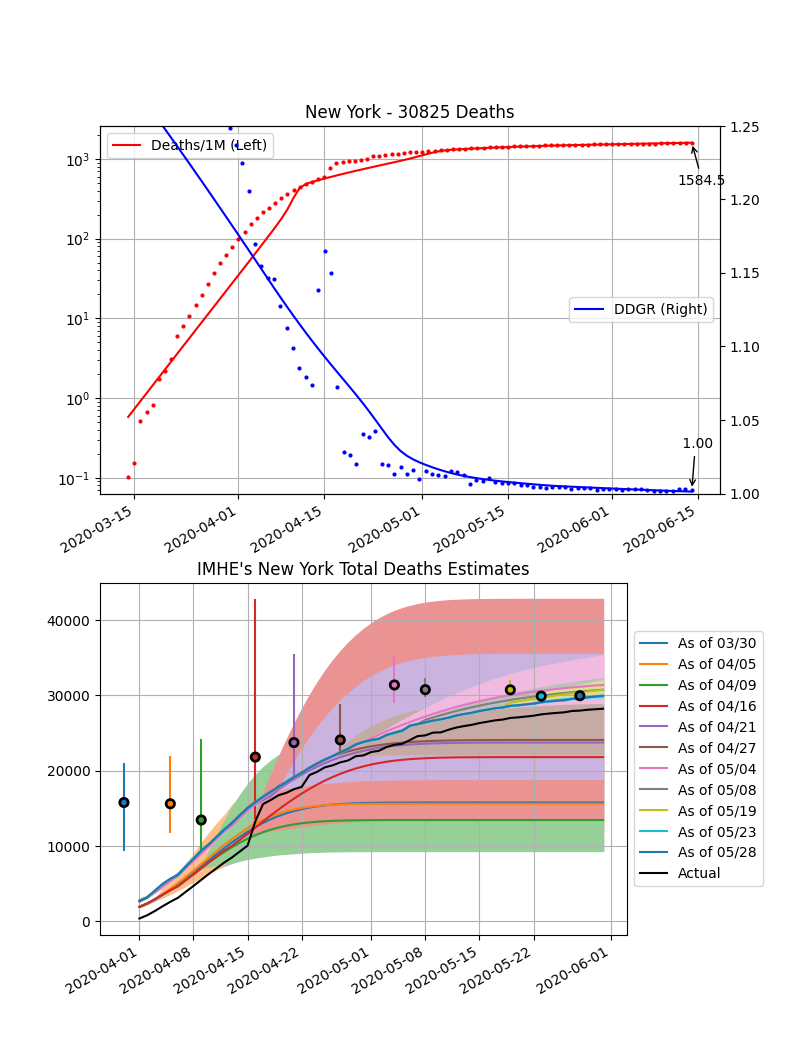 New York - 30825 Deaths
Deaths/1M (Left)
DDGR (Right)
1584.5
1.00
10³
10²
10¹
10⁰
10⁻¹
1.25
1.20
1.15
1.10
1.05
1.00
2020-03-15
2020-04-01
2020-04-15
2020-05-01
2020-05-15
2020-06-01
2020-06-15
IMHE's New York Total Deaths Estimates
40000
30000
20000
10000
0
2020-04-01
2020-04-08
2020-04-15
2020-04-22
2020-05-01
2020-05-08
2020-05-15
2020-05-22
2020-06-01
As of 03/30
As of 04/05
As of 04/09
As of 04/16
As of 04/21
As of 04/27
As of 05/04
As of 05/08
As of 05/19
As of 05/23
As of 05/28
Actual